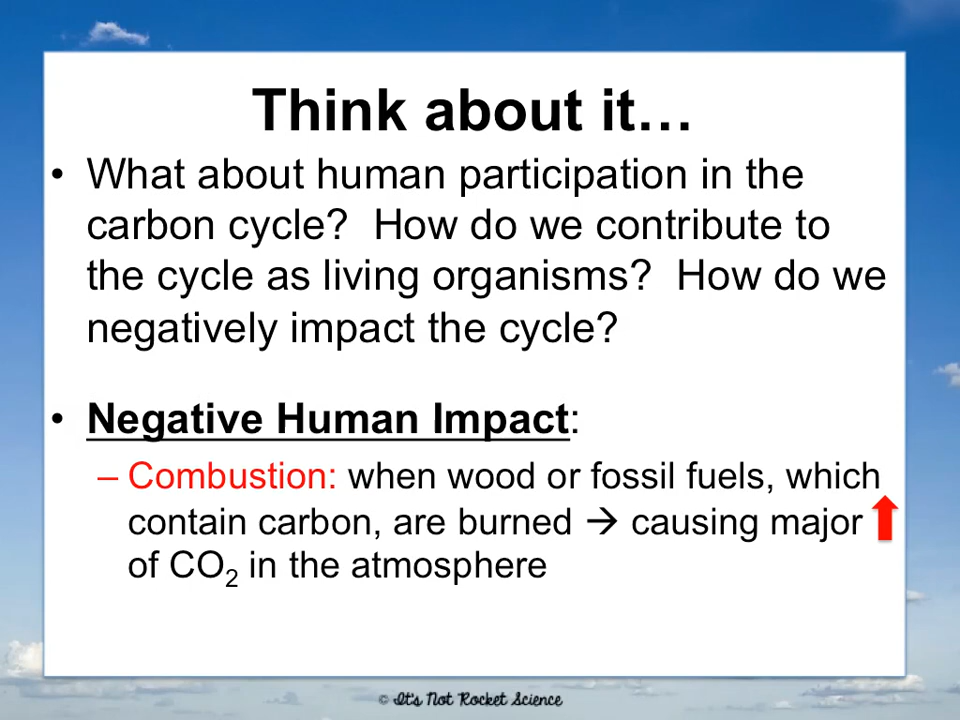 Think about it…
• What about human participation in the
carbon cycle?  How do we contribute to
the cycle as living organisms?  How do we
negatively impact the cycle?
• Negative Human Impact:
– Combustion: when wood or fossil fuels, which
contain carbon, are burned → causing major
of CO₂ in the atmosphere
© It's Not Rocket Science